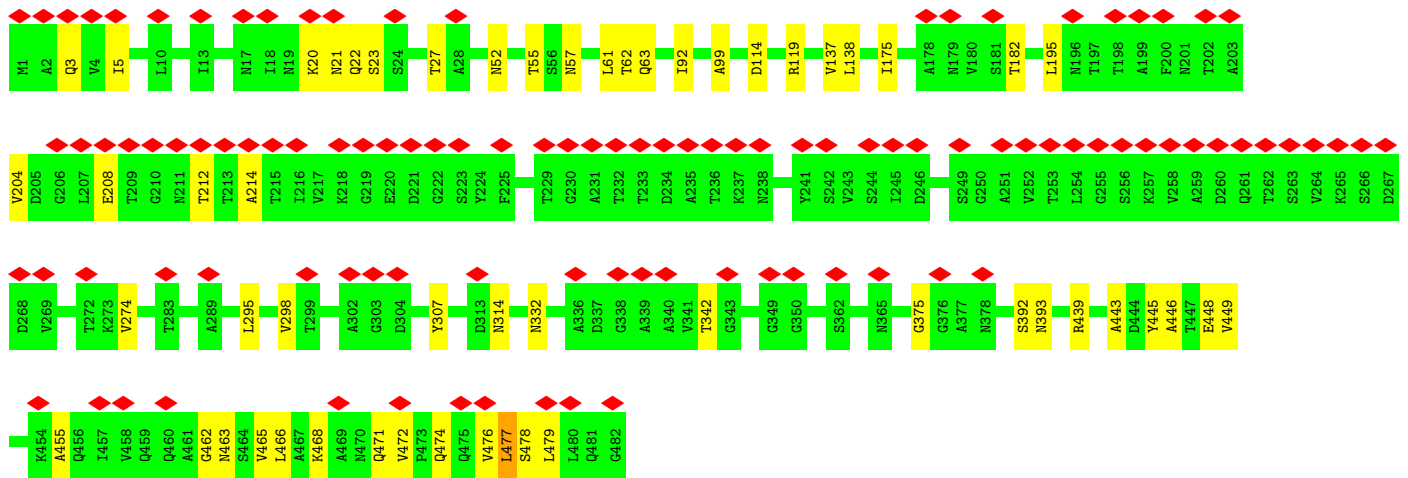 M1 A2 Q3 V4 I5 L10 I13 N17 I18 N19 K20 N21 Q22 S23 S24 T27 A28 N52 T55 S56 N57 L61 T62 Q63 I92 A99 D114 R119 V137 L138 I175 A178 N179 V180 S181 T182 L195 N196 T197 T198 A199 F200 N201 T202 A203
V204 D205 G206 L207 E208 T209 G210 N211 T212 T213 A214 T215 I216 V217 K218 G219 E220 D221 G222 S223 Y224 F225 T229 G230 A231 T232 T233 D234 A235 T236 K237 N238 Y241 S242 V243 S244 I245 D246 S249 G250 A251 V252 T253 L254 G255 S256 K257 V258 A259 D260 Q261 T262 S263 V264 K265 S266 D267
D268 V269 T272 K273 V274 T283 A289 L295 V298 T299 A302 G303 D304 Y307 D313 N314 N332 A336 D337 G338 A339 A340 V341 T342 G343 G349 G350 S362 N365 G375 G376 A377 N378 S392 N393 R439 A443 D444 Y445 A446 T447 E448 V449
K454 A455 Q456 I457 V458 Q459 Q460 A461 G462 N463 S464 V465 L466 A467 K468 A469 N470 Q471 V472 P473 Q474 Q475 V476 L477 S478 L479 L480 Q481 G482